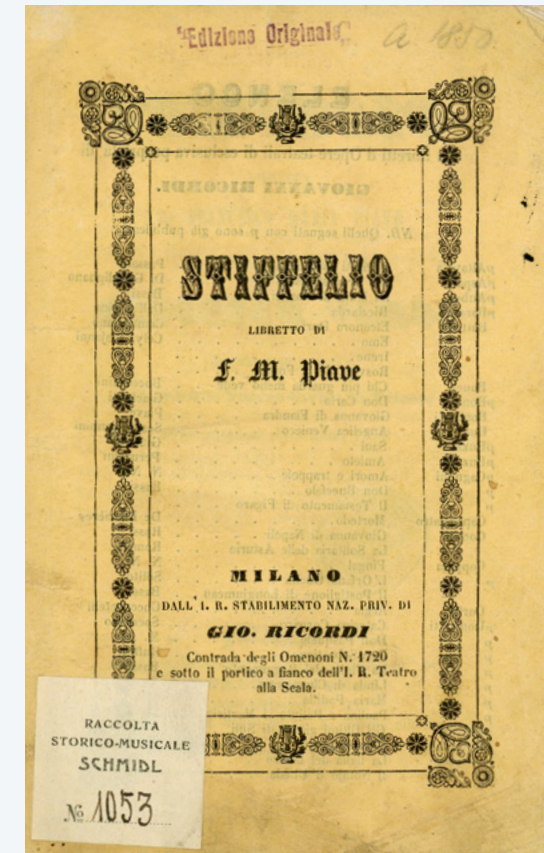 "Edizione Originale"
a 1850
STIFFELIO
LIBRETTO DI
F. M. Piave
MILANO
DALL' I. R. STABILIMENTO NAZ. PRIV. DI
GIO. RICORDI
Contrada degli Omenoni N. 1720
e sotto il portico a fianco dell'I. R. Teatro
alla Scala.
RACCOLTA
STORICO-MUSICALE
SCHMIDL
No 1053